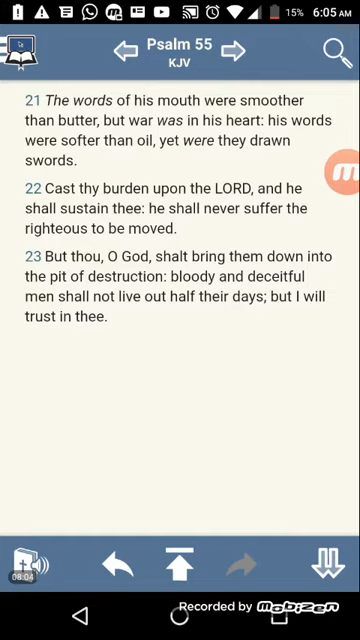 15% 6:05 AM
Psalm 55
KJV
21 The words of his mouth were smoother
than butter, but war was in his heart: his words
were softer than oil, yet were they drawn
swords.
22 Cast thy burden upon the LORD, and he
shall sustain thee: he shall never suffer the
righteous to be moved.
23 But thou, O God, shalt bring them down into
the pit of destruction: bloody and deceitful
men shall not live out half their days; but I will
trust in thee.
08:04
Recorded by mobizen